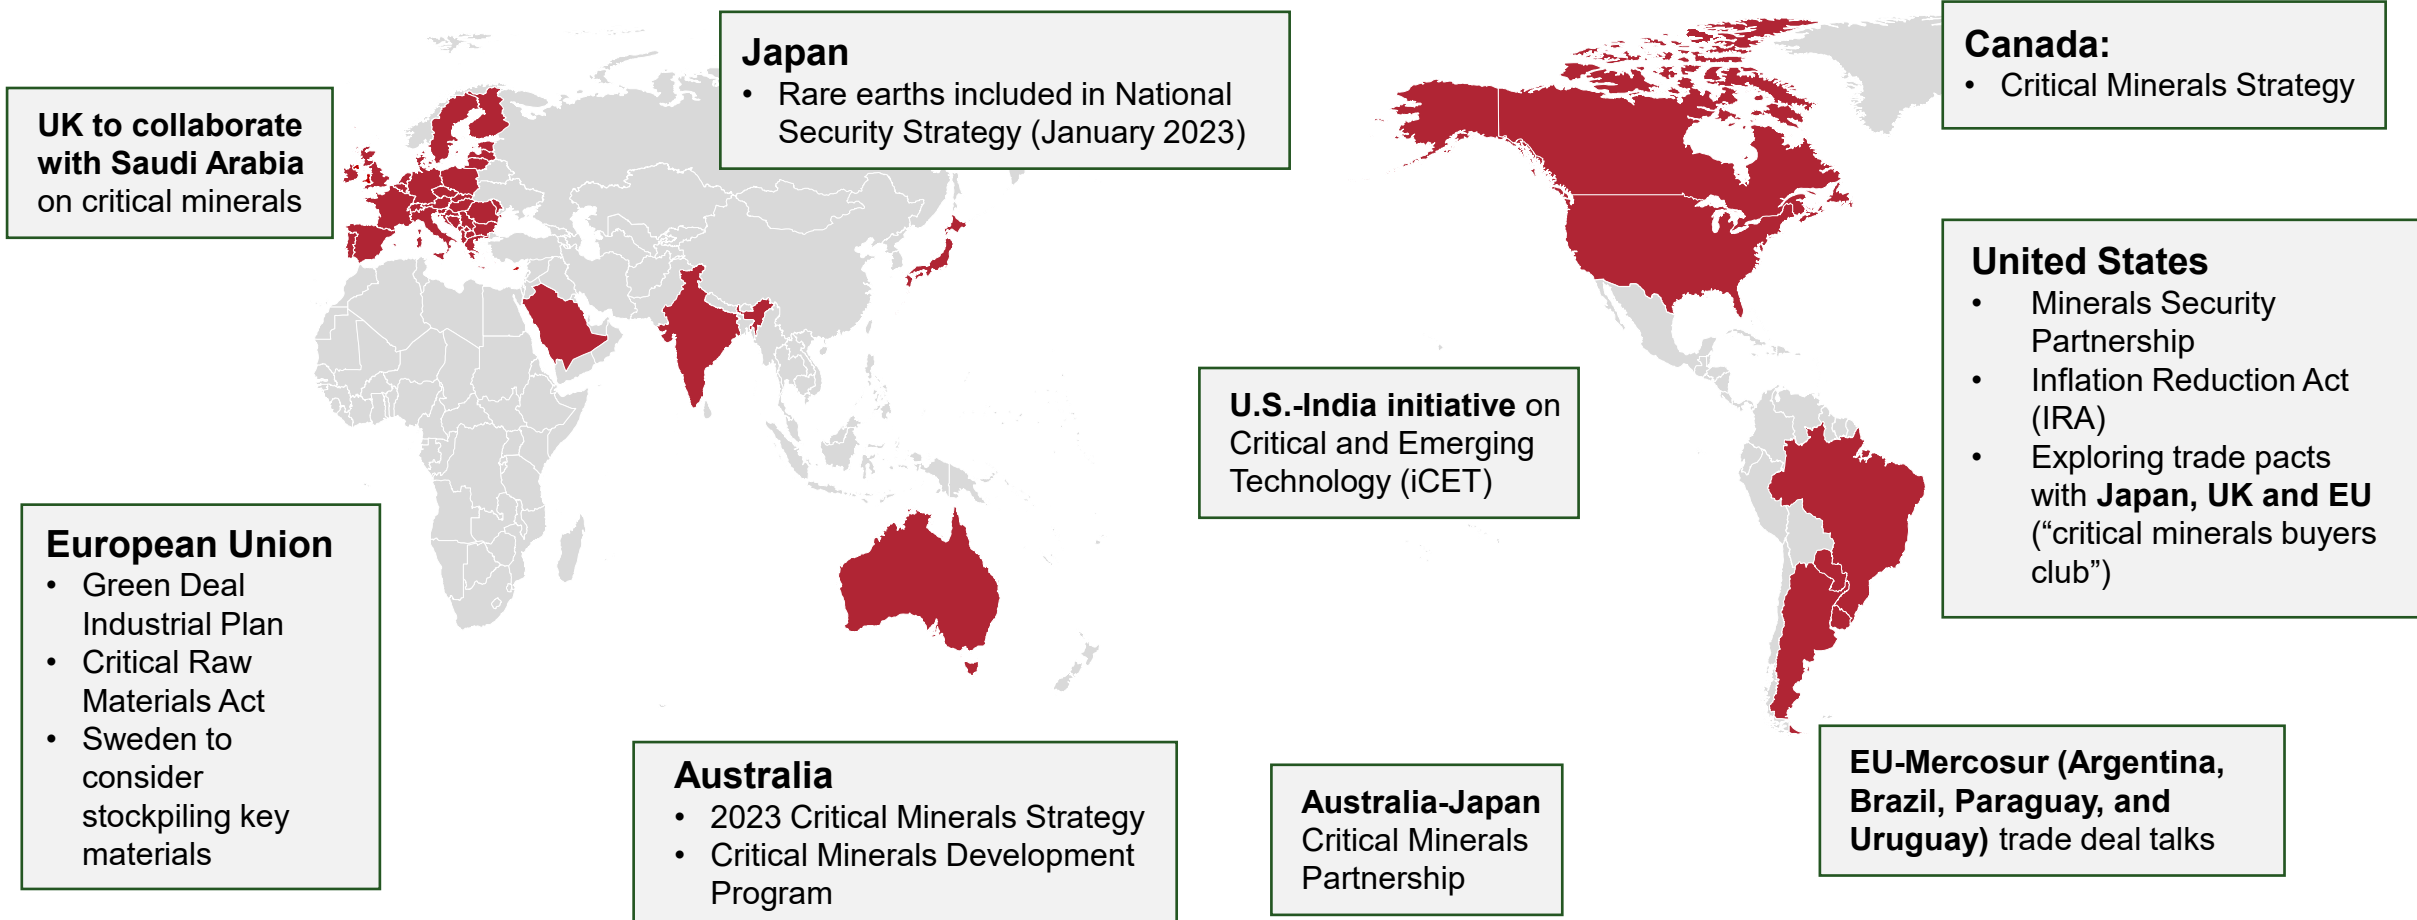 UK to collaborate
with Saudi Arabia
on critical minerals
Japan
• Rare earths included in National
Security Strategy (January 2023)
Canada:
• Critical Minerals Strategy
United States
• Minerals Security
Partnership
• Inflation Reduction Act
(IRA)
• Exploring trade pacts
with Japan, UK and EU
(“critical minerals buyers
club”)
U.S.-India initiative on
Critical and Emerging
Technology (iCET)
European Union
• Green Deal
Industrial Plan
• Critical Raw
Materials Act
• Sweden to
consider
stockpiling key
materials
Australia
• 2023 Critical Minerals Strategy
• Critical Minerals Development
Program
Australia-Japan
Critical Minerals
Partnership
EU-Mercosur (Argentina,
Brazil, Paraguay, and
Uruguay) trade deal talks